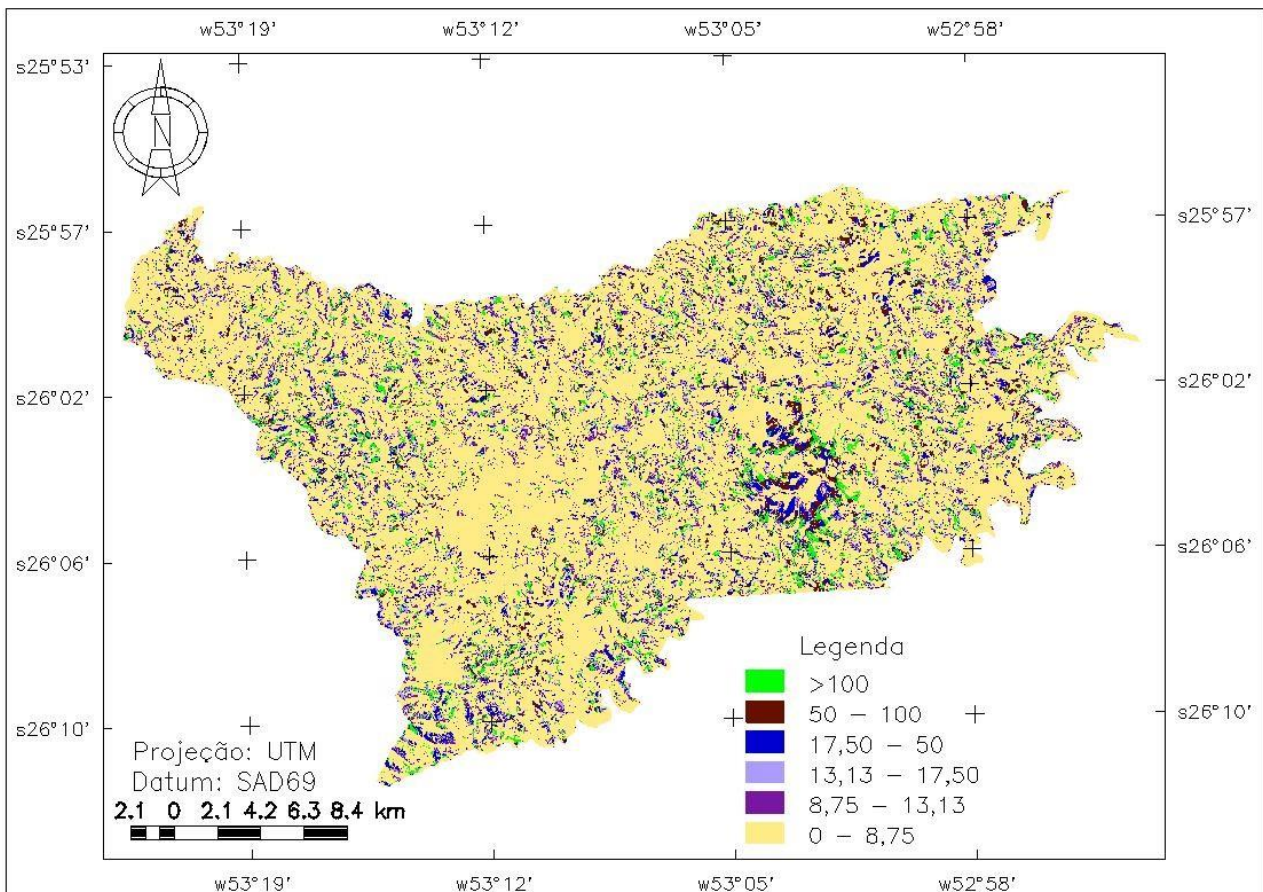 w53°19' w53°12' w53°05' w52°58'
s25°53'
N
s25°57' s25°57'
s26°02' s26°02'
s26°06' s26°06'
s26°10' s26°10'
Legenda
>100
50 – 100
17,50 – 50
13,13 – 17,50
8,75 – 13,13
0 – 8,75
Projeção: UTM
Datum: SAD69
2.1 0 2.1 4.2 6.3 8.4 km
w53°19' w53°12' w53°05' w52°58'